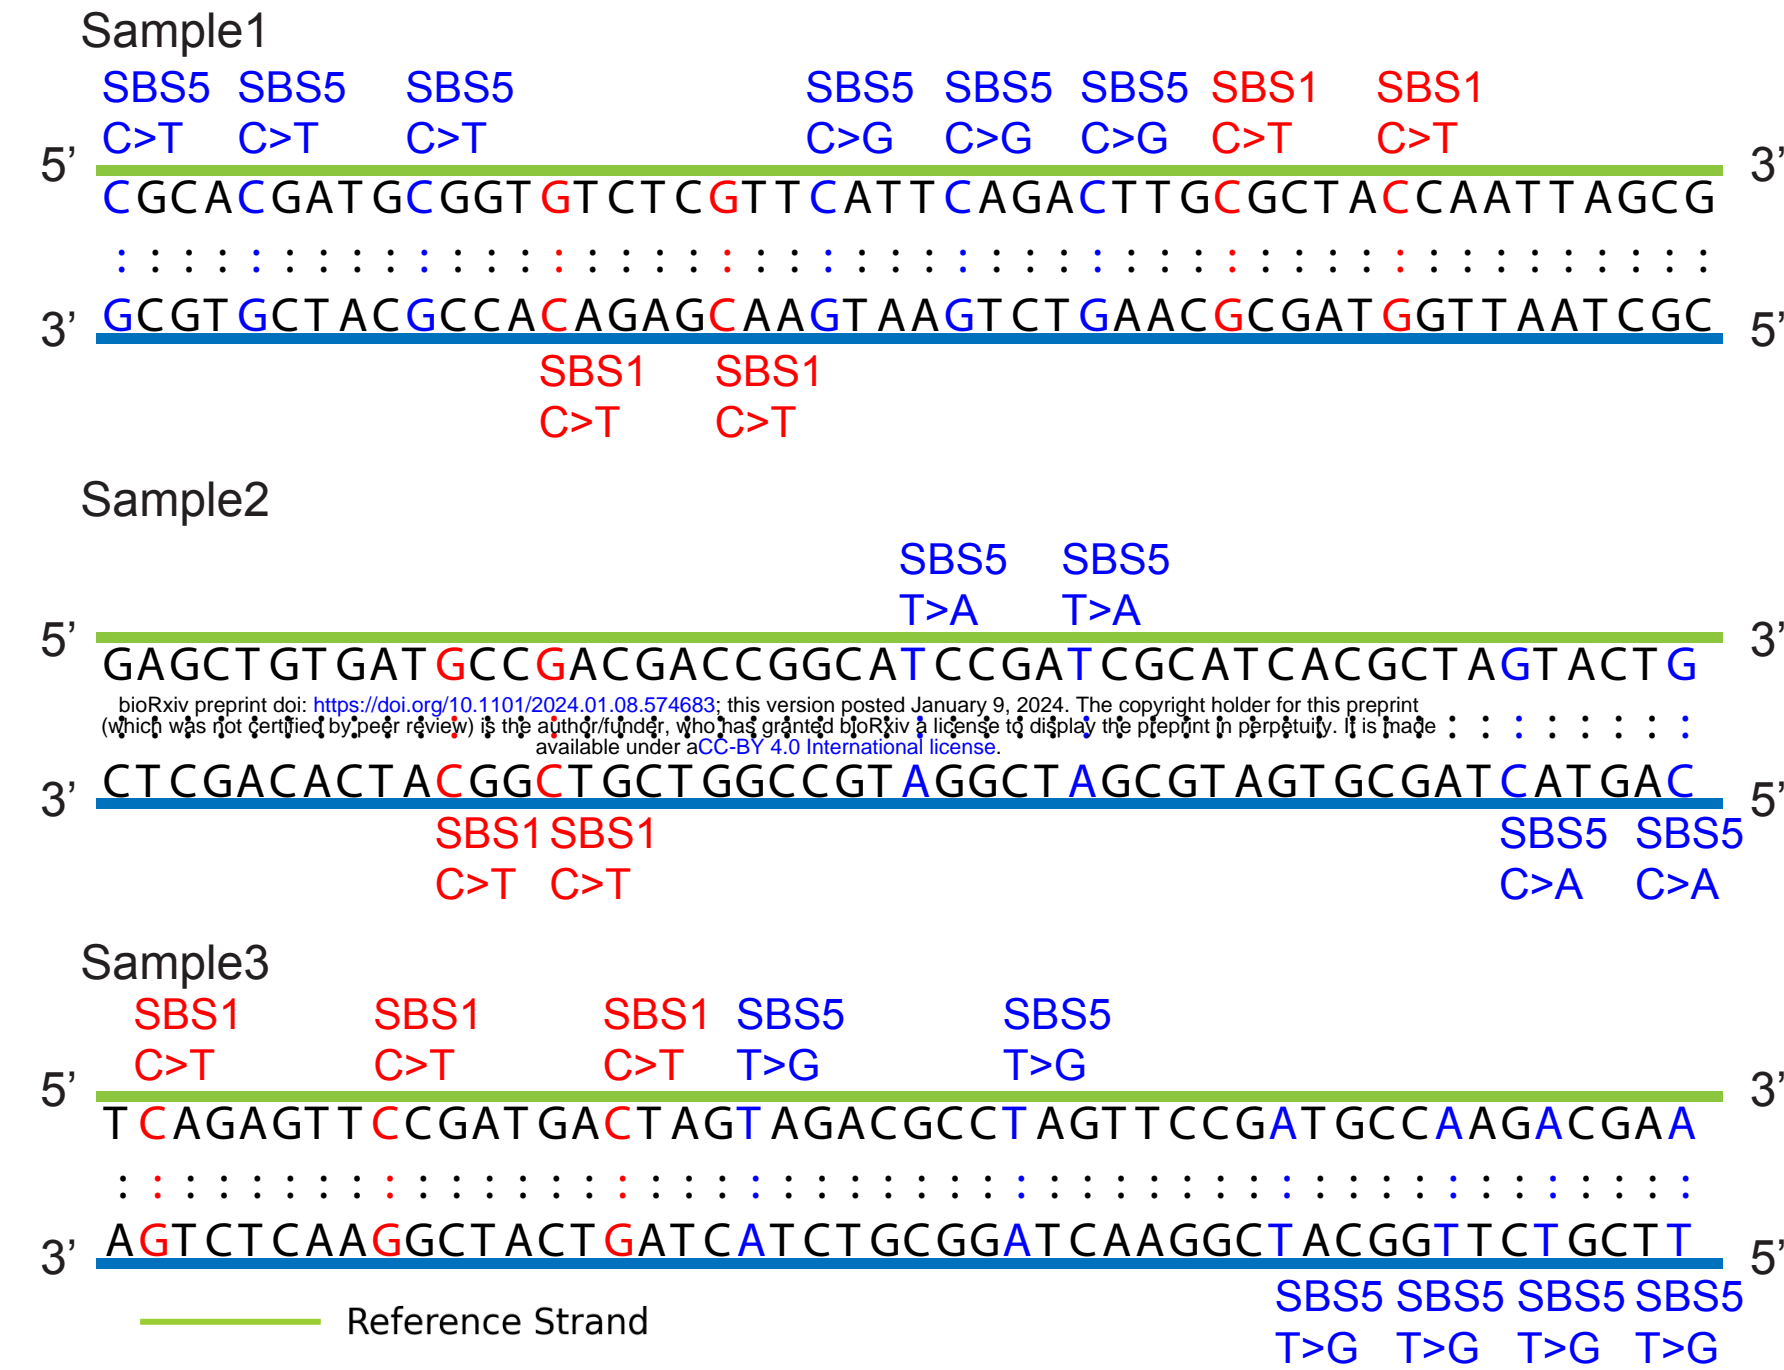 Sample1
SBS5 SBS5 SBS5 SBS5 SBS5 SBS5 SBS1 SBS1
C>T C>T C>T C>G C>G C>G C>T C>T
5’ 3’
CGCACGATGCGGTGTCTCGTTCATTCAGACTTGCGCTACCAATTAGCG
: : : : : : : : : : : : : : : : : : : : : : : : : : : : : : : : : : : : : : : : : : : : : : : :
GCGTGCTACGCCACAGAGCAAGTAAGTCTGAACGCGATGGTTAATCGC
3’ 5’
SBS1 SBS1
C>T C>T
Sample2
SBS5 SBS5
T>A T>A
5’ 3’
GAGCTGTGATGCCGACGACCGGCATCCGATCGCATCACGCTAGTACTG
bioRxiv preprint doi: https://doi.org/10.1101/2024.01.08.574683; this version posted January 9, 2024. The copyright holder for this preprint
(which was not certified by peer review) is the author/funder, who has granted bioRxiv a license to display the preprint in perpetuity. It is made
available under aCC-BY 4.0 International license.
CTCGACACTACGGCTGCTGGCCGTAGGCTAGCGTAGTGCGATCATGAC
3’ 5’
SBS1 SBS1 SBS5 SBS5
C>T C>T C>A C>A
Sample3
SBS1 SBS1 SBS1 SBS5 SBS5
C>T C>T C>T T>G T>G
5’ 3’
TCAGAGTTCCGATGACTAGTAGACGCCTAGTTCCGATGCCAAGACGAA
: : : : : : : : : : : : : : : : : : : : : : : : : : : : : : : : : : : : : : : : : : : : : : : :
AGTCTCAAGGCTACTGATCATCTGCGGATCAAGGCTACGGTTCTGCTT
3’ 5’
SBS5 SBS5 SBS5 SBS5
T>G T>G T>G T>G
Reference Strand